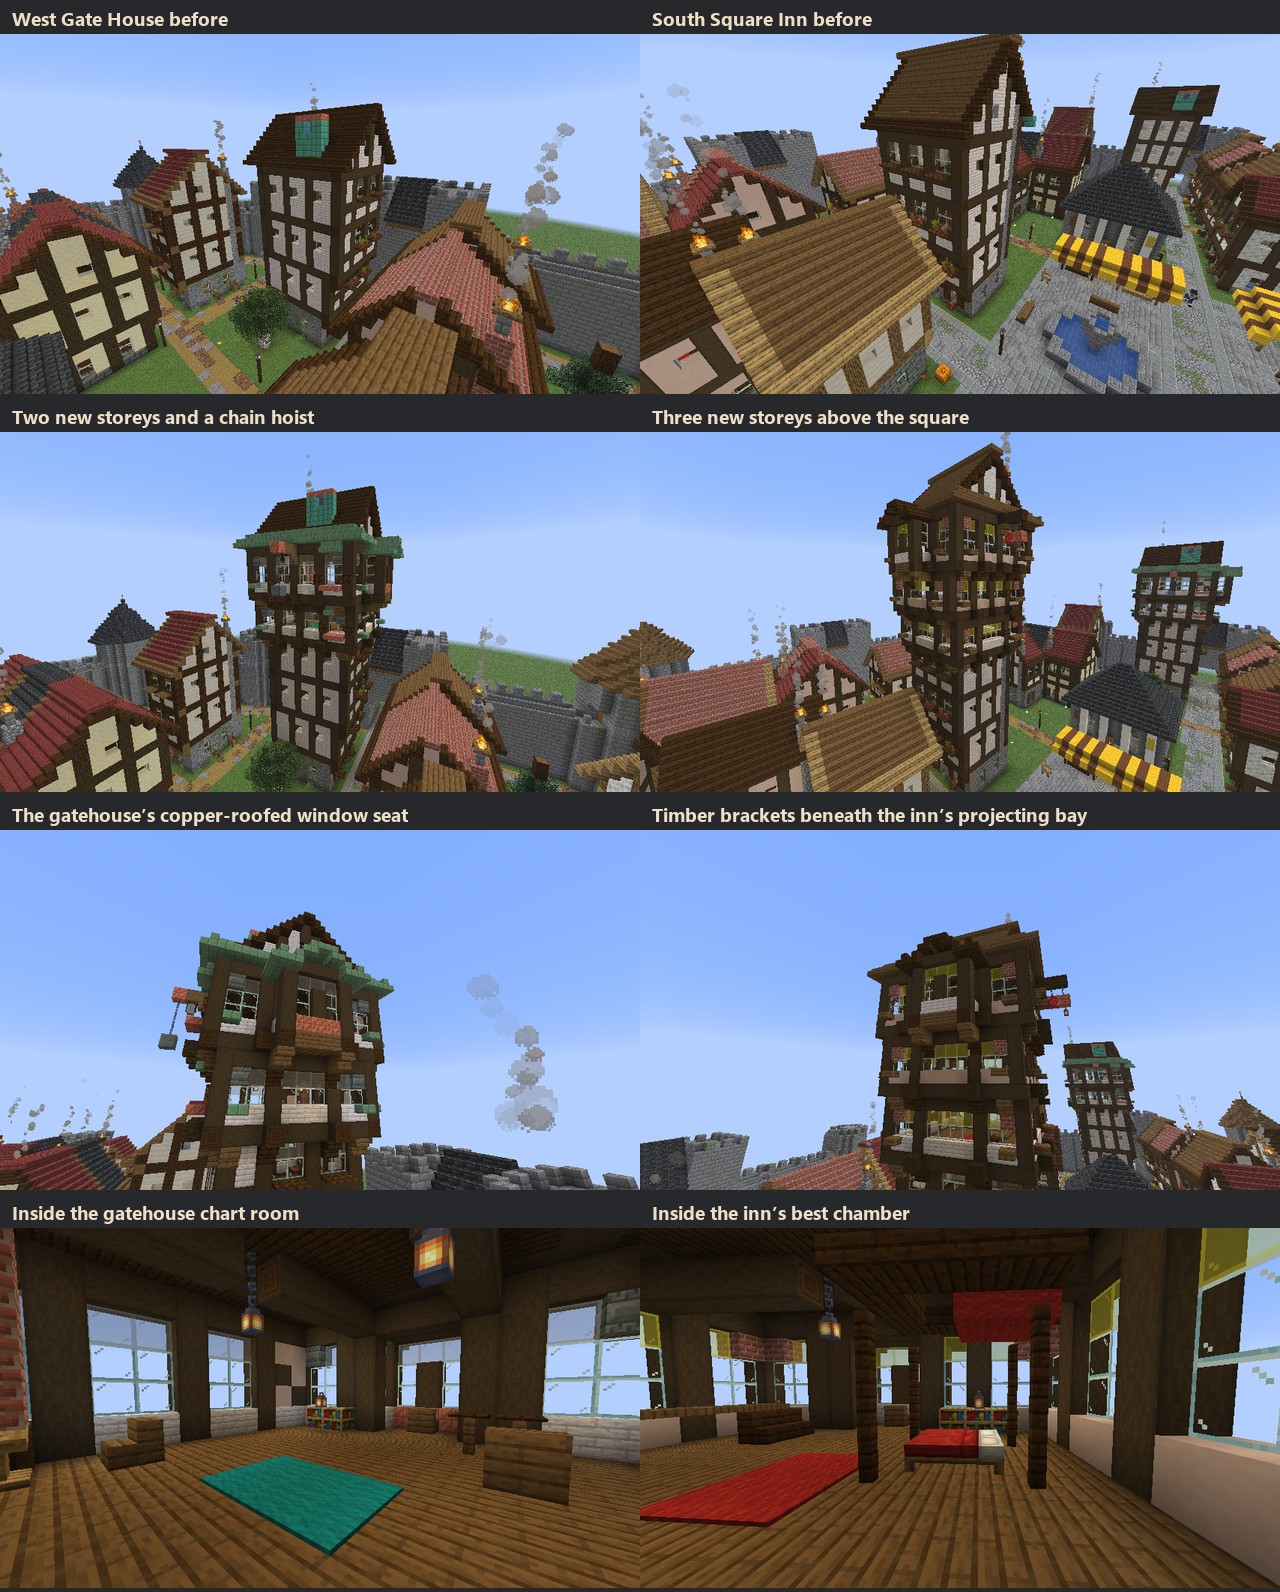 West Gate House before
South Square Inn before
Two new storeys and a chain hoist
Three new storeys above the square
The gatehouse’s copper-roofed window seat
Timber brackets beneath the inn’s projecting bay
Inside the gatehouse chart room
Inside the inn’s best chamber